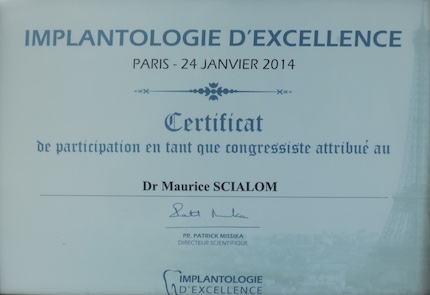 IMPLANTOLOGIE D'EXCELLENCE
PARIS - 24 JANVIER 2014
Certificat
de participation en tant que congressiste attribué au
Dr Maurice SCIALOM
PR. PATRICK MISSIKA
DIRECTEUR SCIENTIFIQUE
IMPLANTOLOGIE
D'EXCELLENCE